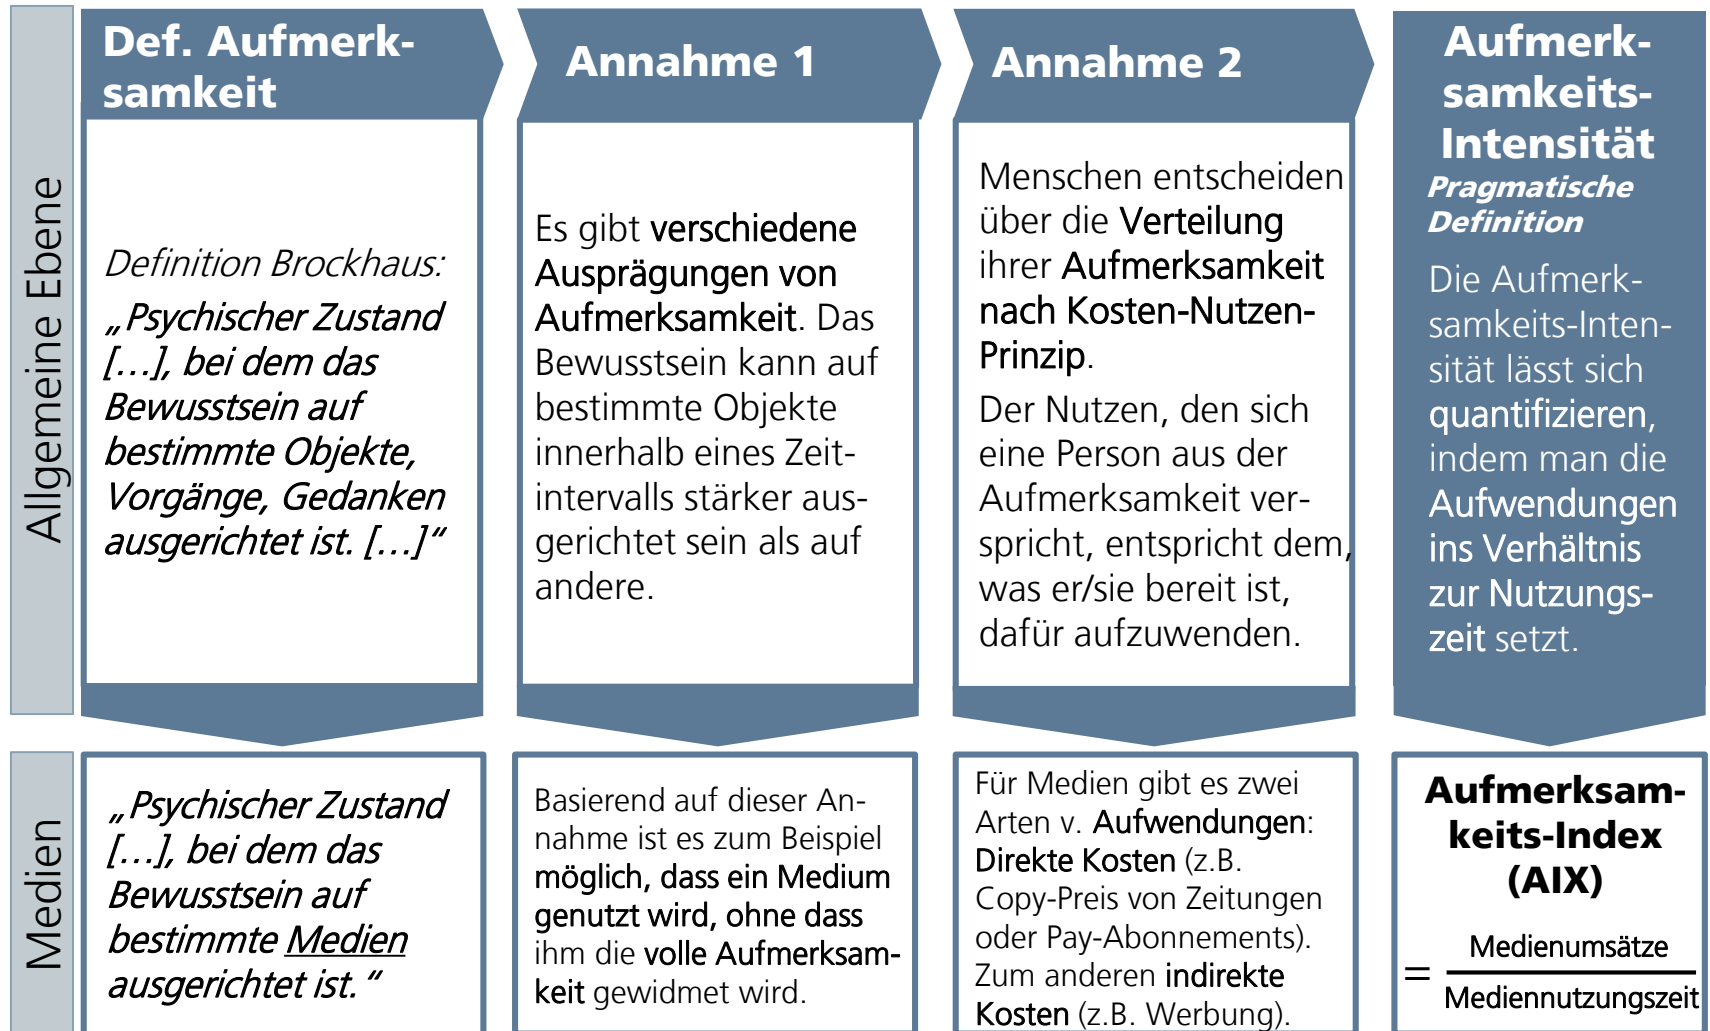 Allgemeine Ebene
Def. Aufmerk-
samkeit
Definition Brockhaus:
„Psychischer Zustand
[…], bei dem das
Bewusstsein auf
bestimmte Objekte,
Vorgänge, Gedanken
ausgerichtet ist. […]“
Annahme 1
Es gibt verschiedene
Ausprägungen von
Aufmerksamkeit. Das
Bewusstsein kann auf
bestimmte Objekte
innerhalb eines Zeit-
intervalls stärker aus-
gerichtet sein als auf
andere.
Annahme 2
Menschen entscheiden
über die Verteilung
ihrer Aufmerksamkeit
nach Kosten-Nutzen-
Prinzip.
Der Nutzen, den sich
eine Person aus der
Aufmerksamkeit ver-
spricht, entspricht dem,
was er/sie bereit ist,
dafür aufzuwenden.
Aufmerk-
samkeits-
Intensität
Pragmatische
Definition
Die Aufmerk-
samkeits-Inten-
sität lässt sich
quantifizieren,
indem man die
Aufwendungen
ins Verhältnis
zur Nutzungs-
zeit setzt.
Medien
„Psychischer Zustand
[…], bei dem das
Bewusstsein auf
bestimmte Medien
ausgerichtet ist.“
Basierend auf dieser An-
nahme ist es zum Beispiel
möglich, dass ein Medium
genutzt wird, ohne dass
ihm die volle Aufmerksam-
keit gewidmet wird.
Für Medien gibt es zwei
Arten v. Aufwendungen:
Direkte Kosten (z.B.
Copy-Preis von Zeitungen
oder Pay-Abonnements).
Zum anderen indirekte
Kosten (z.B. Werbung).
Aufmerksam-
keits-Index
(AIX)
= Medienumsätze
Mediennutzungszeit